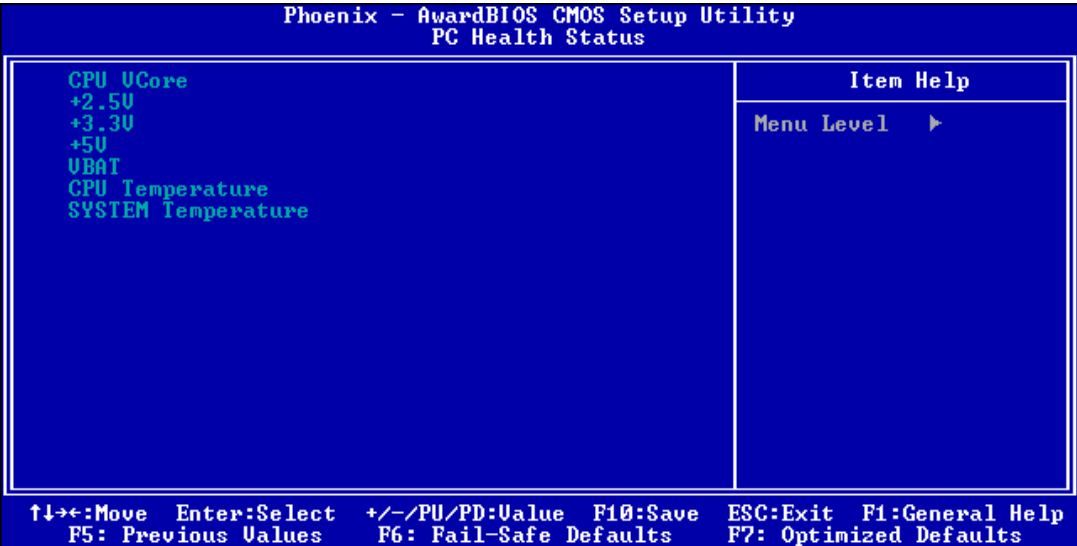 Phoenix - AwardBIOS CMOS Setup Utility
PC Health Status
CPU VCore
+2.5V
+3.3V
+5V
VBAT
CPU Temperature
SYSTEM Temperature
Item Help
Menu Level ▸
↑↓→←:Move Enter:Select +/-/PU/PD:Value F10:Save ESC:Exit F1:General Help
F5: Previous Values F6: Fail-Safe Defaults F7: Optimized Defaults